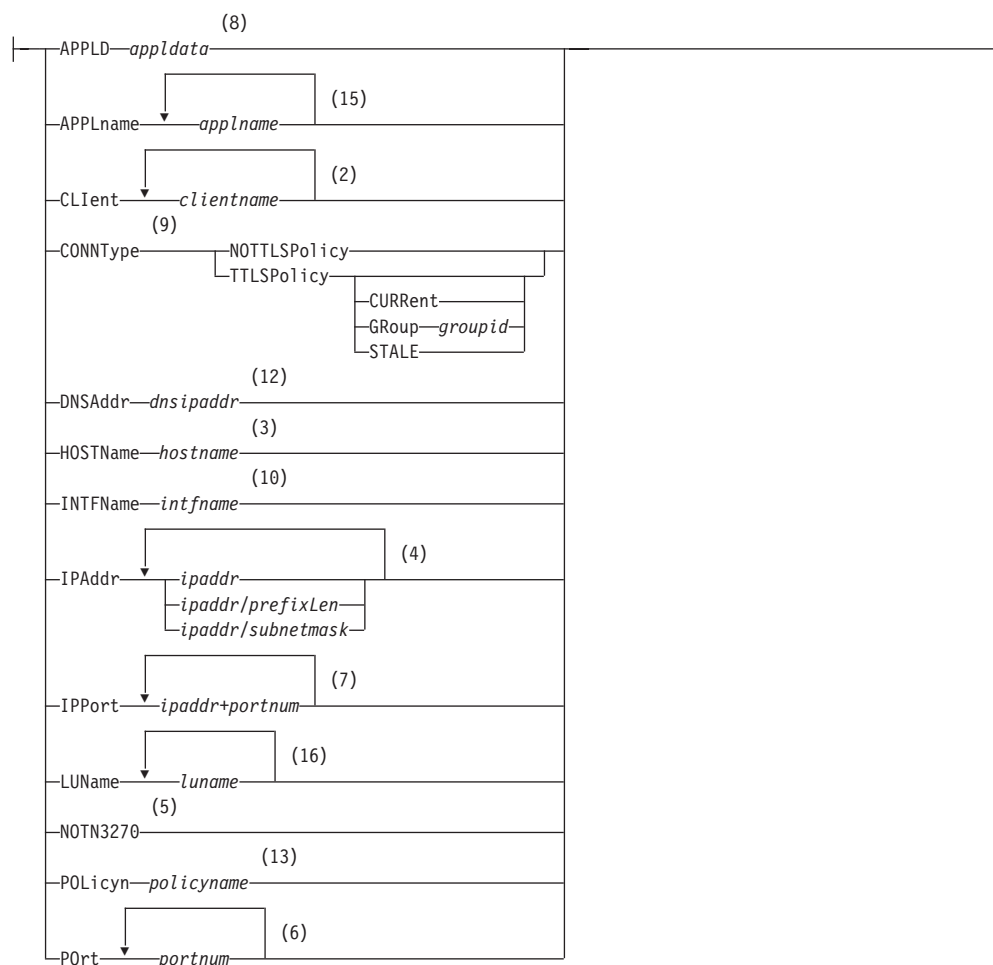 (8)
APPLD appldata
(15)
APPLname applname
(2)
CLIent clientname
(9)
CONNType NOTTLSPolicy
TTLSPolicy
CURRent
GRoup groupid
STALE
(12)
DNSAddr dnsipaddr
(3)
HOSTName hostname
(10)
INTFName intfname
(4)
IPAddr ipaddr
ipaddr/prefixLen
ipaddr/subnetmask
(7)
IPPort ipaddr+portnum
(16)
LUName luname
(5)
NOTN3270
(13)
POLicyn policyname
(6)
POrt portnum